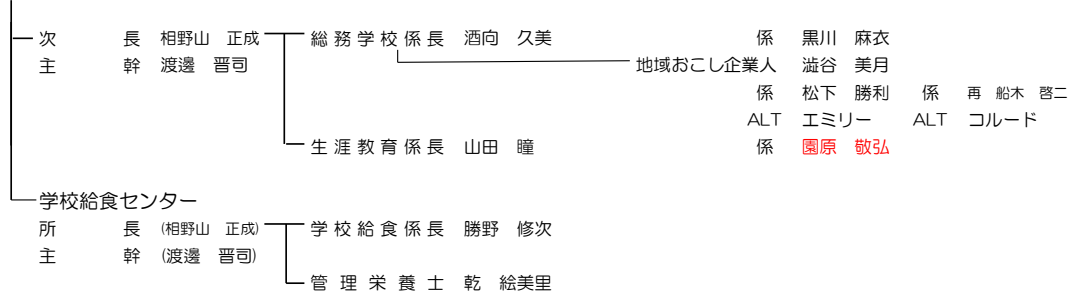 次　　　長　相野山　正成　総務学校係長　酒向　久美　係　黒川　麻衣
主　　　幹　渡邊　晋司　地域おこし企業人　澁谷　美月
係　松下　勝利　係　再　船木　啓二
ALT　エミリー　ALT　コルード
生涯教育係長　山田　瞳　係　園原　敬弘
学校給食センター
所　　　長　(相野山　正成)　学校給食係長　勝野　修次
主　　　幹　(渡邊　晋司)
管理栄養士　乾　絵美里